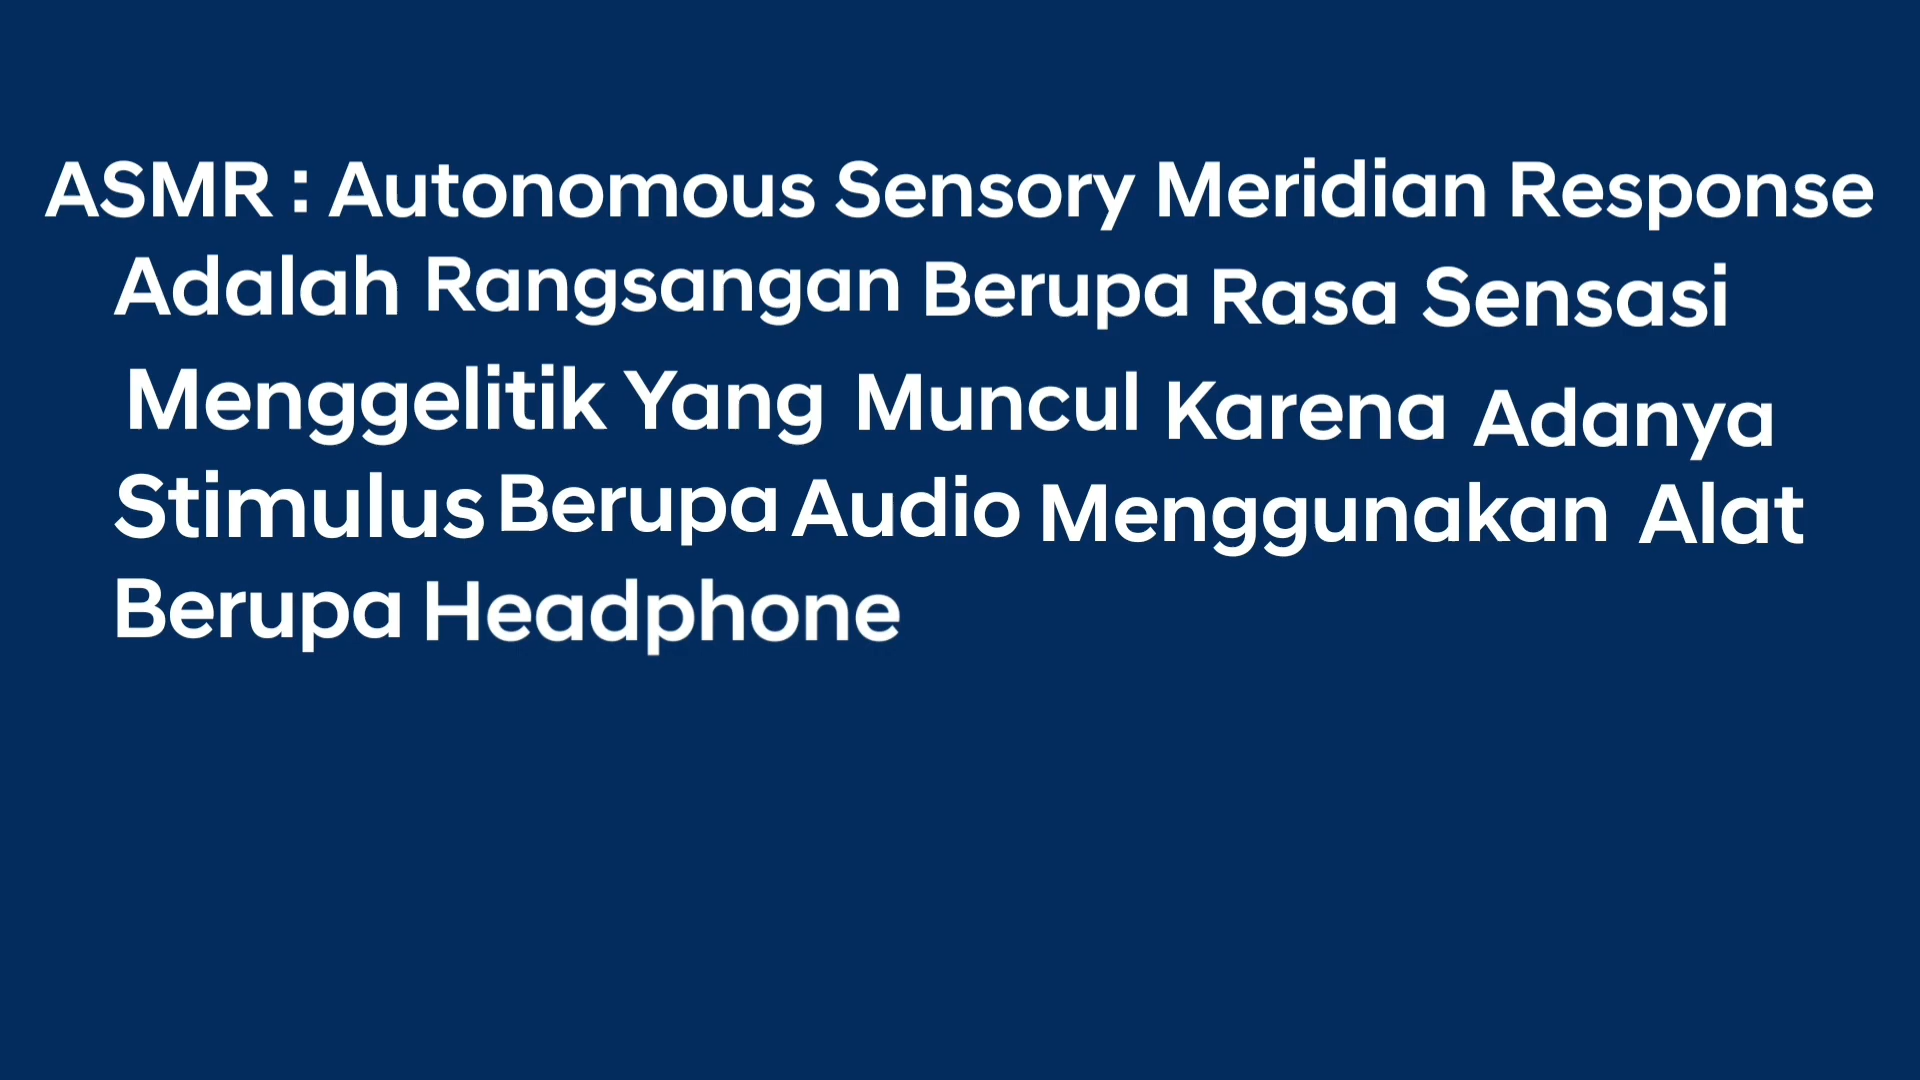 ASMR : Autonomous Sensory Meridian Response
Adalah Rangsangan Berupa Rasa Sensasi
Menggelitik Yang Muncul Karena Adanya
Stimulus Berupa Audio Menggunakan Alat
Berupa Headphone